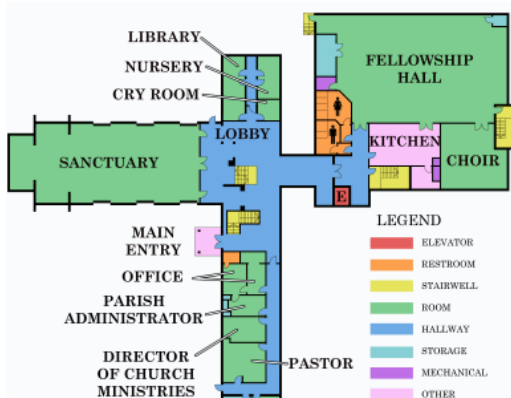 LIBRARY
NURSERY
CRY ROOM
FELLOWSHIP
HALL
LOBBY
KITCHEN
SANCTUARY
CHOIR
E
MAIN
ENTRY
OFFICE
PARISH
ADMINISTRATOR
DIRECTOR
OF CHURCH
MINISTRIES
PASTOR
LEGEND
ELEVATOR
RESTROOM
STAIRWELL
ROOM
HALLWAY
STORAGE
MECHANICAL
OTHER